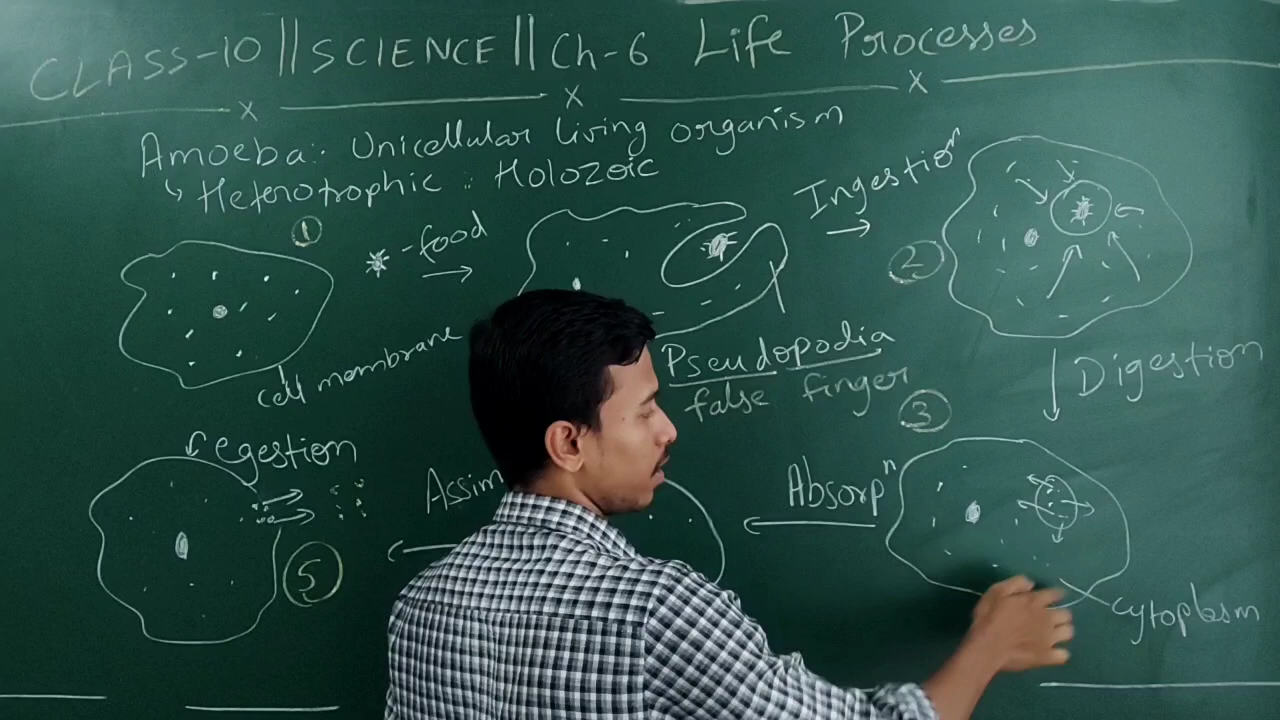 CLASS-10 || SCIENCE || Ch-6 Life Processes
x x x
Amoeba:- Unicellular living organism
↳ Heterotrophic :: Holozoic
1
-food
→
Ingestion
→
2
cell membrane
Pseudopodia
false finger
Digestion
3
Egestion
Assim
Absorpⁿ
5
cytoplasm